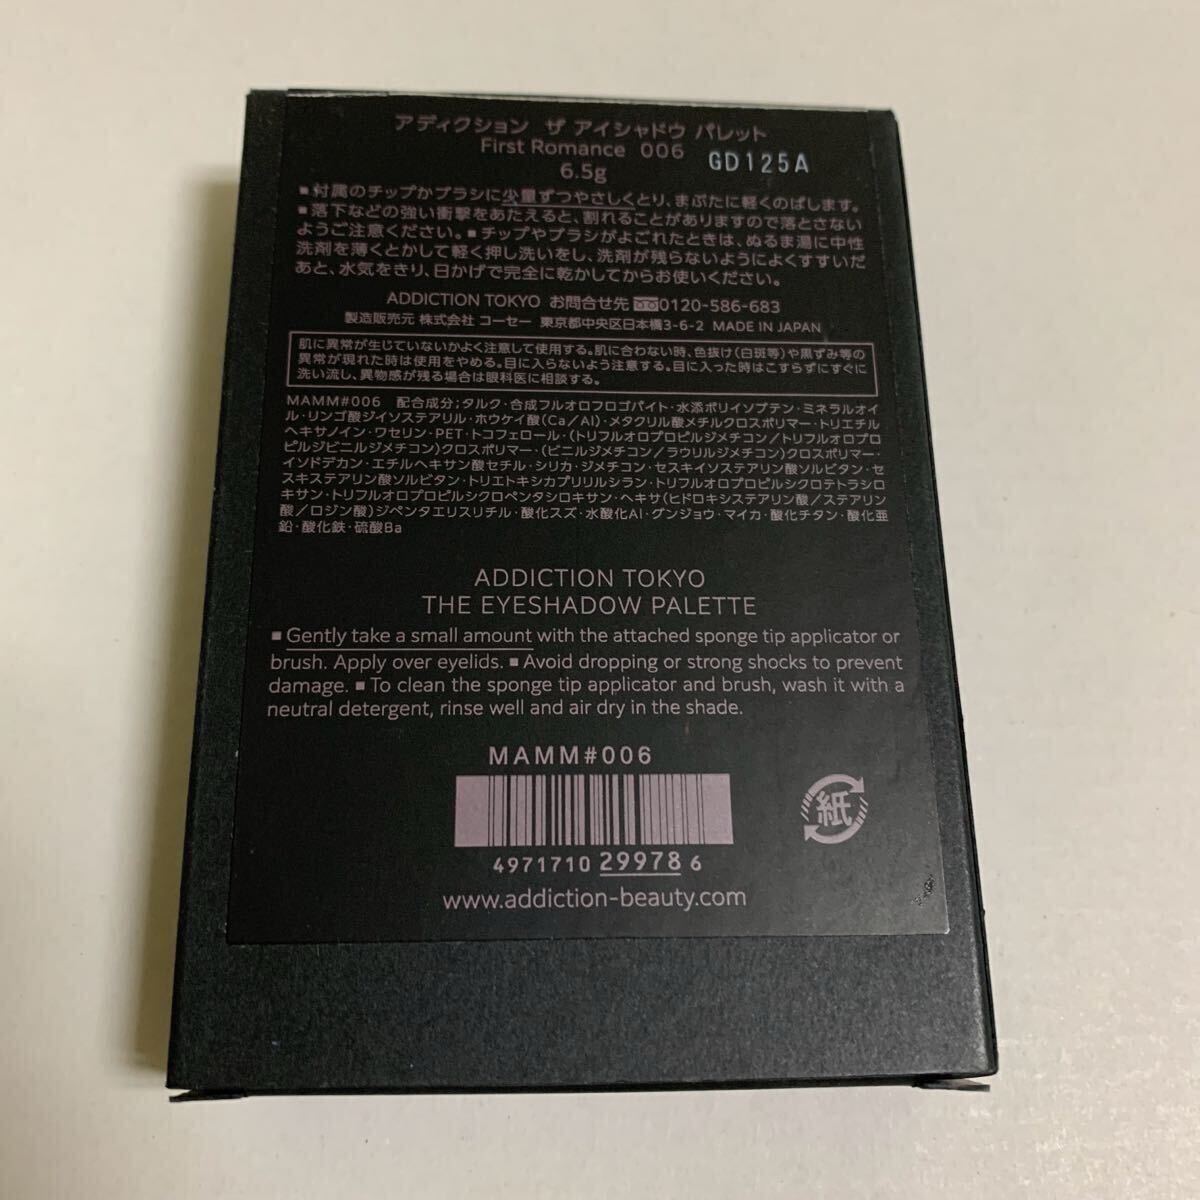 アディクション ザ アイシャドウ パレット
First Romance 006 GD125A
6.5g
▪付属のチップかブラシに少量ずつやさしくとり、まぶたに軽くのばします。
▪落下などの強い衝撃をあたえると、割れることがありますので落とさない
ようご注意ください。▪チップやブラシがよごれたときは、ぬるま湯に中性
洗剤を薄くとかして軽く押し洗いをし、洗剤が残らないようによくすすいだ
あと、水気をきり、日かげで完全に乾かしてからお使いください。
ADDICTION TOKYO お問合せ先 0120-586-683
製造販売元 株式会社 コーセー 東京都中央区日本橋3-6-2 MADE IN JAPAN
肌に異常が生じていないかよく注意して使用する。肌に合わない時、色抜け(白斑等)や黒ずみ等の
異常が現れた時は使用をやめる。目に入らないよう注意する。目に入った時はこすらずにすぐに
洗い流し、異物感が残る場合は眼科医に相談する。
MAMM#006 配合成分;タルク・合成フルオロフロゴパイト・水添ポリイソブテン・ミネラルオイ
ル・リンゴ酸ジイソステアリル・ホウケイ酸(Ca/Al)・メタクリル酸メチルクロスポリマー・トリエチル
ヘキサノイン・ワセリン・PET・トコフェロール・(トリフルオロプロピルジメチコン/トリフルオロプロ
ピルジビニルジメチコン)クロスポリマー・(ビニルジメチコン/ラウリルジメチコン)クロスポリマー・
イソドデカン・エチルヘキサン酸セチル・シリカ・ジメチコン・セスキイソステアリン酸ソルビタン・セ
スキステアリン酸ソルビタン・トリエトキシカプリリルシラン・トリフルオロプロピルシクロテトラシロ
キサン・トリフルオロプロピルシクロペンタシロキサン・ヘキサ(ヒドロキシステアリン酸/ステアリン
酸/ロジン酸)ジペンタエリスリチル・酸化スズ・水酸化Al・グンジョウ・マイカ・酸化チタン・酸化亜
鉛・酸化鉄・硫酸Ba
ADDICTION TOKYO
THE EYESHADOW PALETTE
▪Gently take a small amount with the attached sponge tip applicator or
brush. Apply over eyelids. ▪Avoid dropping or strong shocks to prevent
damage. ▪To clean the sponge tip applicator and brush, wash it with a
neutral detergent, rinse well and air dry in the shade.
MAMM#006
紙
4971710 29978 6
www.addiction-beauty.com